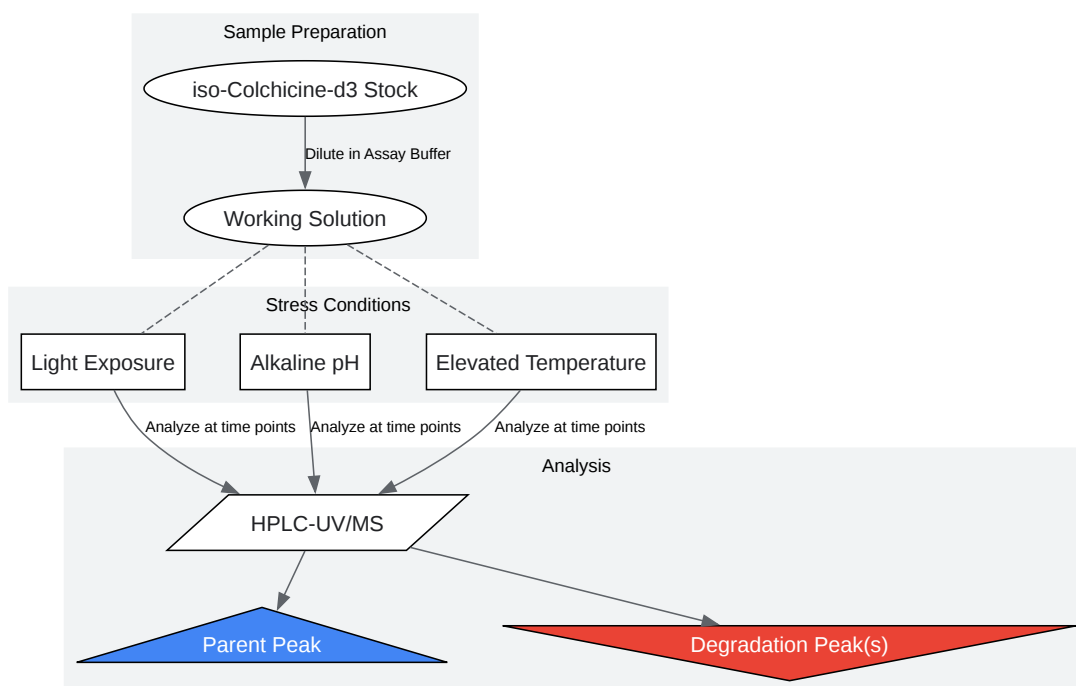 Sample Preparation
iso-Colchicine-d3 Stock
Dilute in Assay Buffer
Working Solution
Stress Conditions
Light Exposure
Alkaline pH
Elevated Temperature
Analyze at time points
Analyze at time points
Analyze at time points
Analysis
HPLC-UV/MS
Parent Peak
Degradation Peak(s)